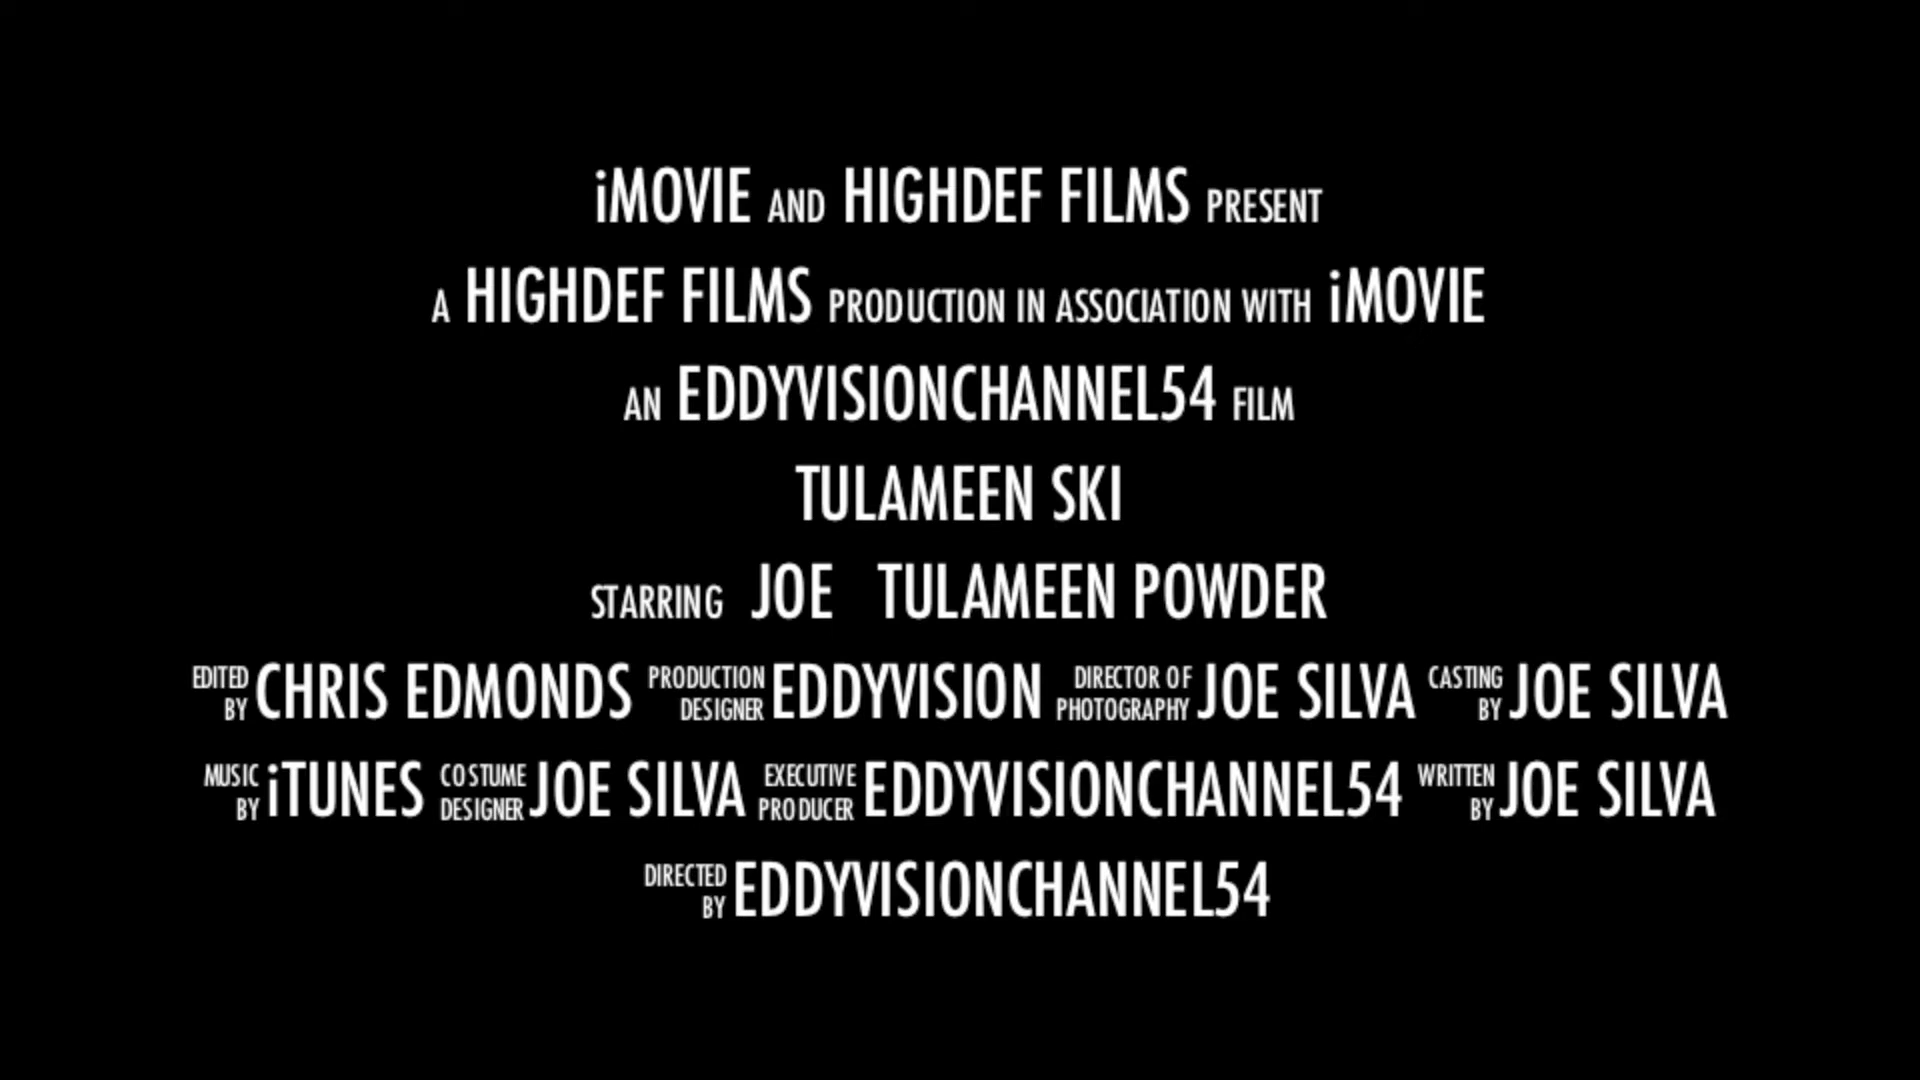 iMOVIE AND HIGHDEF FILMS PRESENT
A HIGHDEF FILMS PRODUCTION IN ASSOCIATION WITH iMOVIE
AN EDDYVISIONCHANNEL54 FILM
TULAMEEN SKI
STARRING JOE TULAMEEN POWDER
EDITED BY CHRIS EDMONDS PRODUCTION DESIGNER EDDYVISION DIRECTOR OF PHOTOGRAPHY JOE SILVA CASTING BY JOE SILVA
MUSIC BY iTUNES COSTUME DESIGNER JOE SILVA EXECUTIVE PRODUCER EDDYVISIONCHANNEL54 WRITTEN BY JOE SILVA
DIRECTED BY EDDYVISIONCHANNEL54